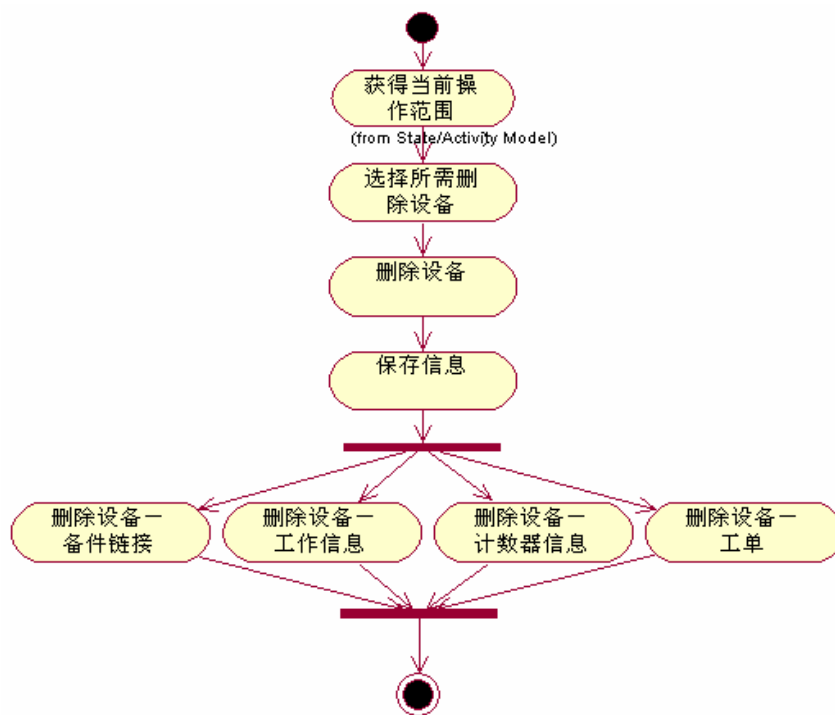 获得当前操
作范围
(from State/Activity Model)
选择所需删
除设备
删除设备
保存信息
删除设备一
备件链接
删除设备一
工作信息
删除设备一
计数器信息
删除设备一
工单